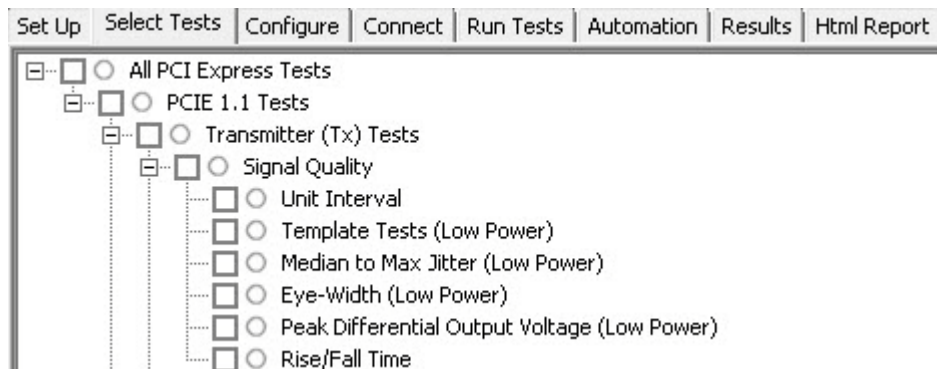 Set Up Select Tests Configure Connect Run Tests Automation Results Html Report
All PCI Express Tests
PCIE 1.1 Tests
Transmitter (Tx) Tests
Signal Quality
Unit Interval
Template Tests (Low Power)
Median to Max Jitter (Low Power)
Eye-Width (Low Power)
Peak Differential Output Voltage (Low Power)
Rise/Fall Time